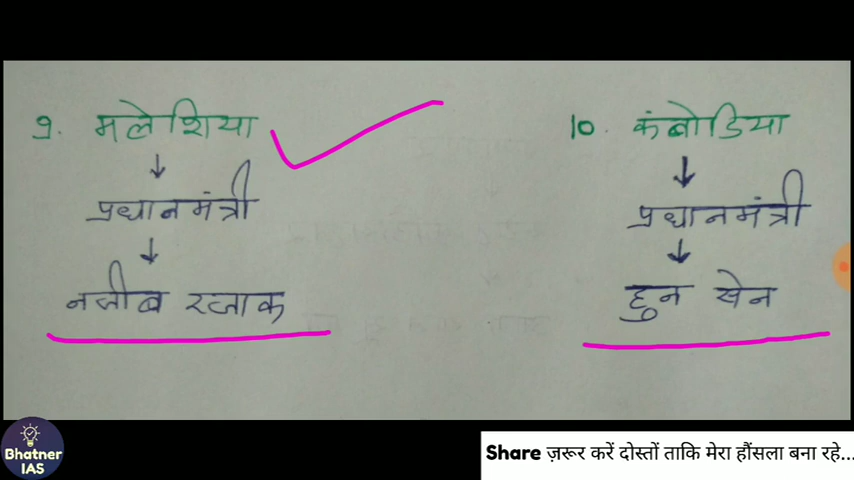 9. मलेशिया
↓
प्रधानमंत्री
↓
नजीब रजाक
10. कंबोडिया
↓
प्रधानमंत्री
↓
हुन सेन
Bhatner
IAS
Share ज़रूर करें दोस्तों ताकि मेरा हौंसला बना रहे...